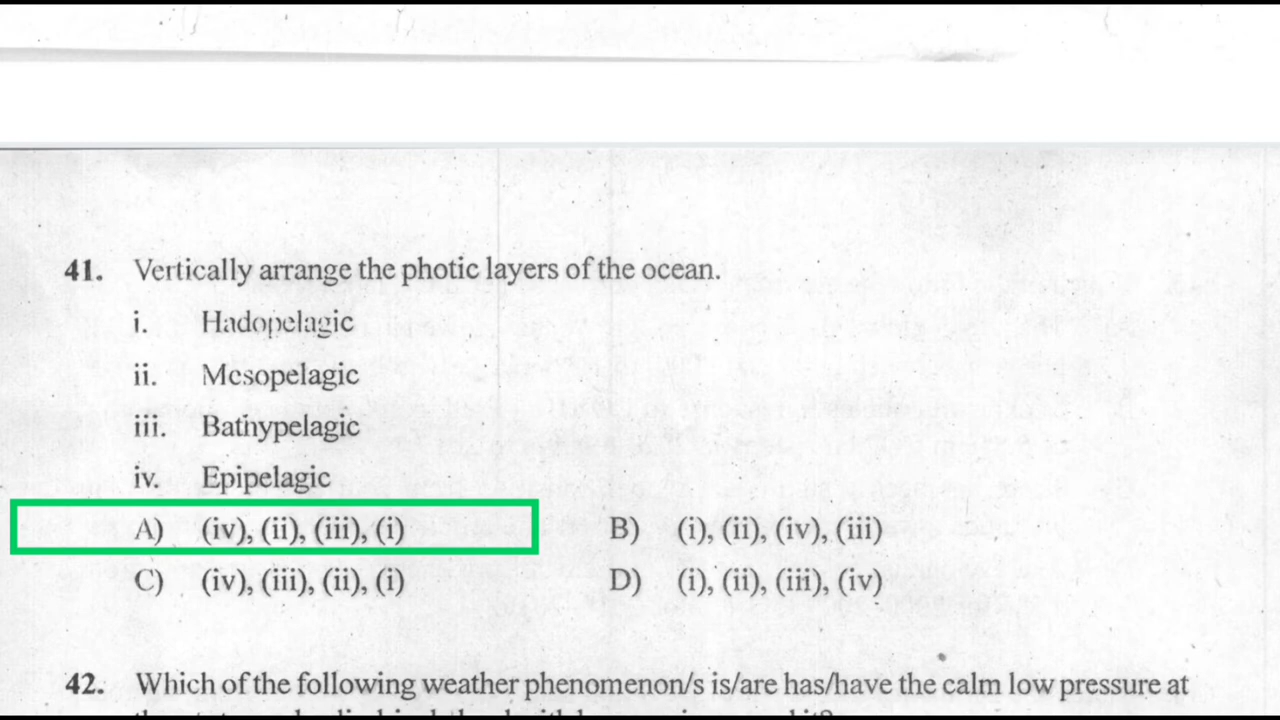 41. Vertically arrange the photic layers of the ocean.
i. Hadopelagic
ii. Mesopelagic
iii. Bathypelagic
iv. Epipelagic
A) (iv), (ii), (iii), (i) B) (i), (ii), (iv), (iii)
C) (iv), (iii), (ii), (i) D) (i), (ii), (iii), (iv)
42. Which of the following weather phenomenon/s is/are has/have the calm low pressure at